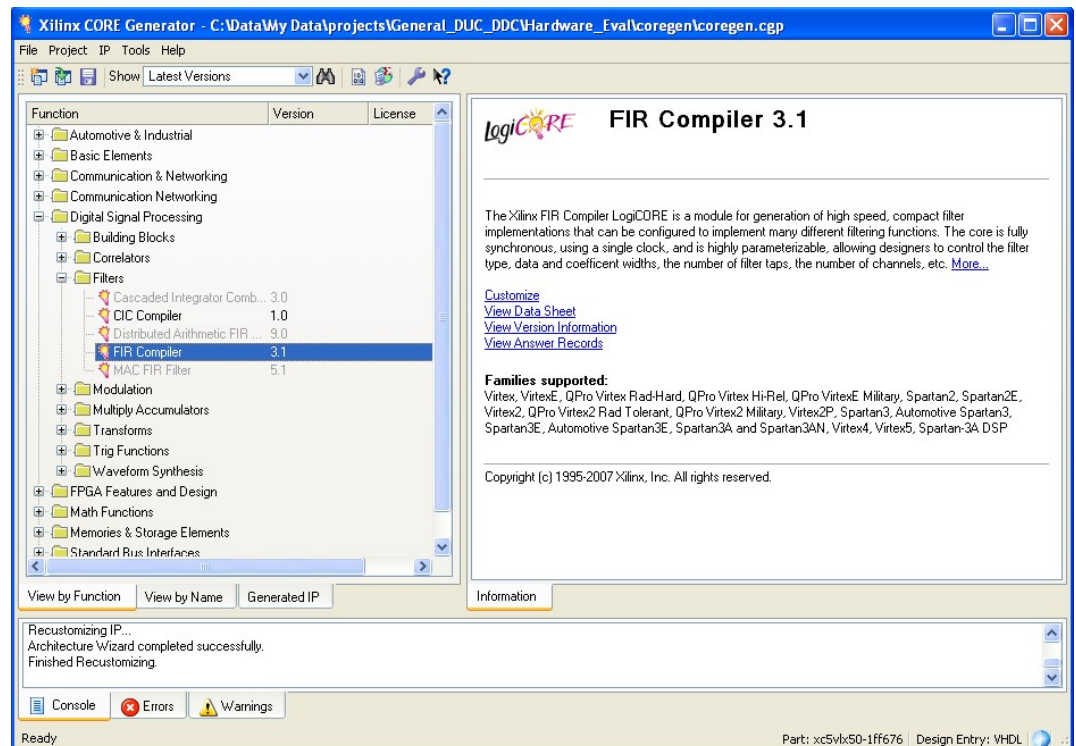 Xilinx CORE Generator - C:\Data\My Data\projects\General_DUC_DDC\Hardware_Eval\coregen\coregen.cgp
File Project IP Tools Help
Show Latest Versions
Function Version License
Automotive & Industrial
Basic Elements
Communication & Networking
Communication Networking
Digital Signal Processing
Building Blocks
Correlators
Filters
Cascaded Integrator Comb... 3.0
CIC Compiler 1.0
Distributed Arithmetic FIR ... 9.0
FIR Compiler 3.1
MAC FIR Filter 5.1
Modulation
Multiply Accumulators
Transforms
Trig Functions
Waveform Synthesis
FPGA Features and Design
Math Functions
Memories & Storage Elements
Standard Bus Interfaces
View by Function View by Name Generated IP
logiCORE FIR Compiler 3.1
The Xilinx FIR Compiler LogiCORE is a module for generation of high speed, compact filter
implementations that can be configured to implement many different filtering functions. The core is fully
synchronous, using a single clock, and is highly parameterizable, allowing designers to control the filter
type, data and coefficent widths, the number of filter taps, the number of channels, etc. More...
Customize
View Data Sheet
View Version Information
View Answer Records
Families supported:
Virtex, VirtexE, QPro Virtex Rad-Hard, QPro Virtex Hi-Rel, QPro VirtexE Military, Spartan2, Spartan2E,
Virtex2, QPro Virtex2 Rad Tolerant, QPro Virtex2 Military, Virtex2P, Spartan3, Automotive Spartan3,
Spartan3E, Automotive Spartan3E, Spartan3A and Spartan3AN, Virtex4, Virtex5, Spartan-3A DSP
Copyright (c) 1995-2007 Xilinx, Inc. All rights reserved.
Information
Recustomizing IP...
Architecture Wizard completed successfully.
Finished Recustomizing.
Console Errors Warnings
Ready Part: xc5vlx50-1ff676 Design Entry: VHDL